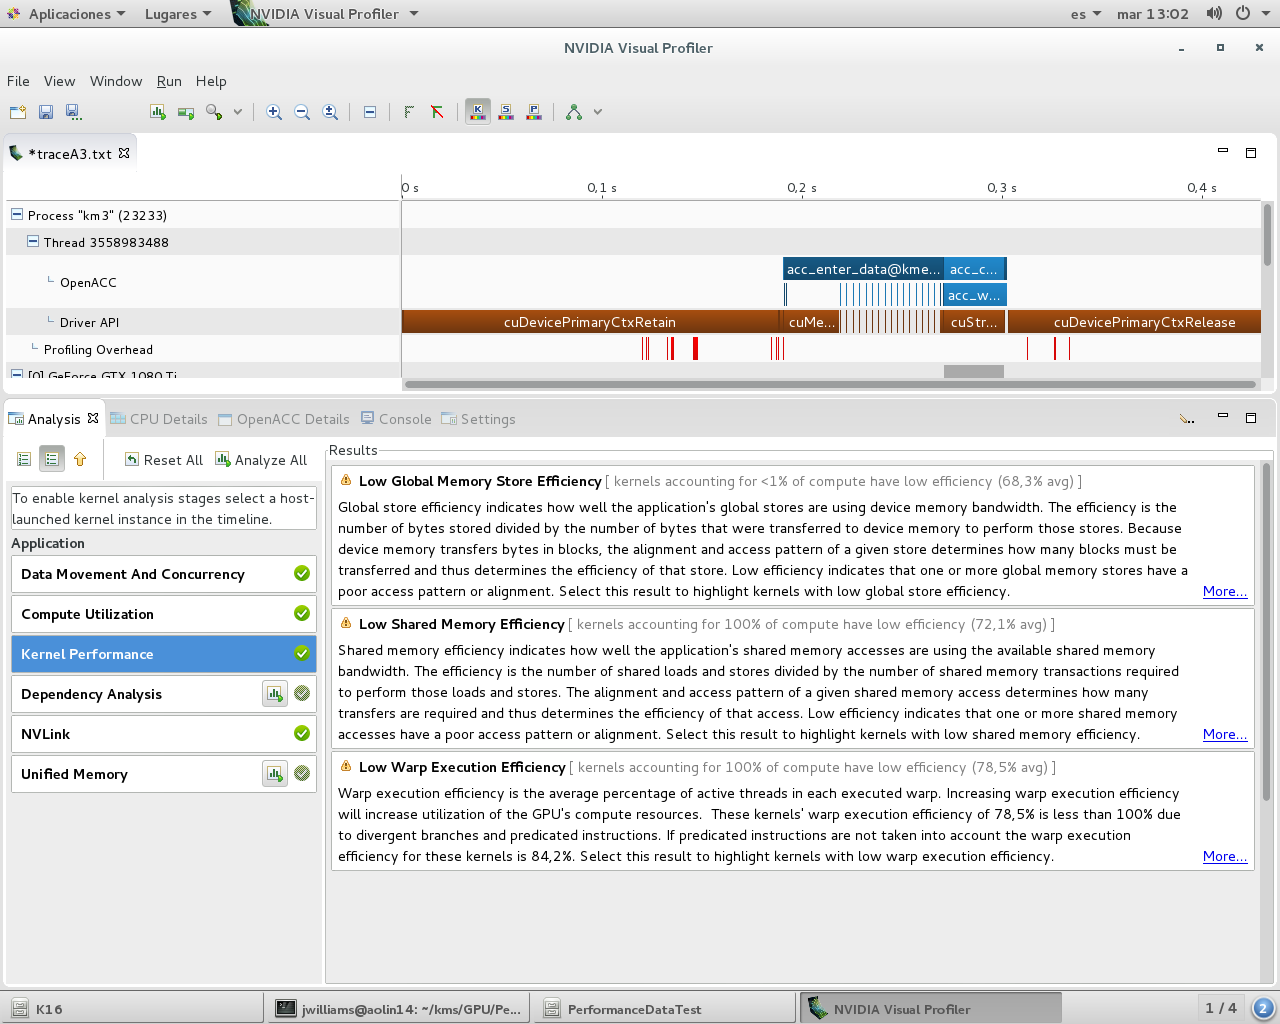 Aplicaciones Lugares NVIDIA Visual Profiler es mar 13:02
NVIDIA Visual Profiler
File View Window Run Help
K S P
*traceA3.txt
0 s 0,1 s 0,2 s 0,3 s 0,4 s
Process "km3" (23233)
Thread 3558983488
OpenACC
acc_enter_data@kme... acc_c...
acc_w...
Driver API
cuDevicePrimaryCtxRetain cuMe... cuStr... cuDevicePrimaryCtxRelease
Profiling Overhead
[0] GeForce GTX 1080 Ti
Analysis CPU Details OpenACC Details Console Settings
Reset All Analyze All
To enable kernel analysis stages select a host-
launched kernel instance in the timeline.
Application
Data Movement And Concurrency
Compute Utilization
Kernel Performance
Dependency Analysis
NVLink
Unified Memory
Results
Low Global Memory Store Efficiency [ kernels accounting for <1% of compute have low efficiency (68,3% avg) ]
Global store efficiency indicates how well the application's global stores are using device memory bandwidth. The efficiency is the
number of bytes stored divided by the number of bytes that were transferred to device memory to perform those stores. Because
device memory transfers bytes in blocks, the alignment and access pattern of a given store determines how many blocks must be
transferred and thus determines the efficiency of that store. Low efficiency indicates that one or more global memory stores have a
poor access pattern or alignment. Select this result to highlight kernels with low global store efficiency. More...
Low Shared Memory Efficiency [ kernels accounting for 100% of compute have low efficiency (72,1% avg) ]
Shared memory efficiency indicates how well the application's shared memory accesses are using the available shared memory
bandwidth. The efficiency is the number of shared loads and stores divided by the number of shared memory transactions required
to perform those loads and stores. The alignment and access pattern of a given shared memory access determines how many
transfers are required and thus determines the efficiency of that access. Low efficiency indicates that one or more shared memory
accesses have a poor access pattern or alignment. Select this result to highlight kernels with low shared memory efficiency. More...
Low Warp Execution Efficiency [ kernels accounting for 100% of compute have low efficiency (78,5% avg) ]
Warp execution efficiency is the average percentage of active threads in each executed warp. Increasing warp execution efficiency
will increase utilization of the GPU's compute resources.  These kernels' warp execution efficiency of 78,5% is less than 100% due
to divergent branches and predicated instructions. If predicated instructions are not taken into account the warp execution
efficiency for these kernels is 84,2%. Select this result to highlight kernels with low warp execution efficiency. More...
K16 jwilliams@aolin14: ~/kms/GPU/Pe... PerformanceDataTest NVIDIA Visual Profiler 1 / 4 2